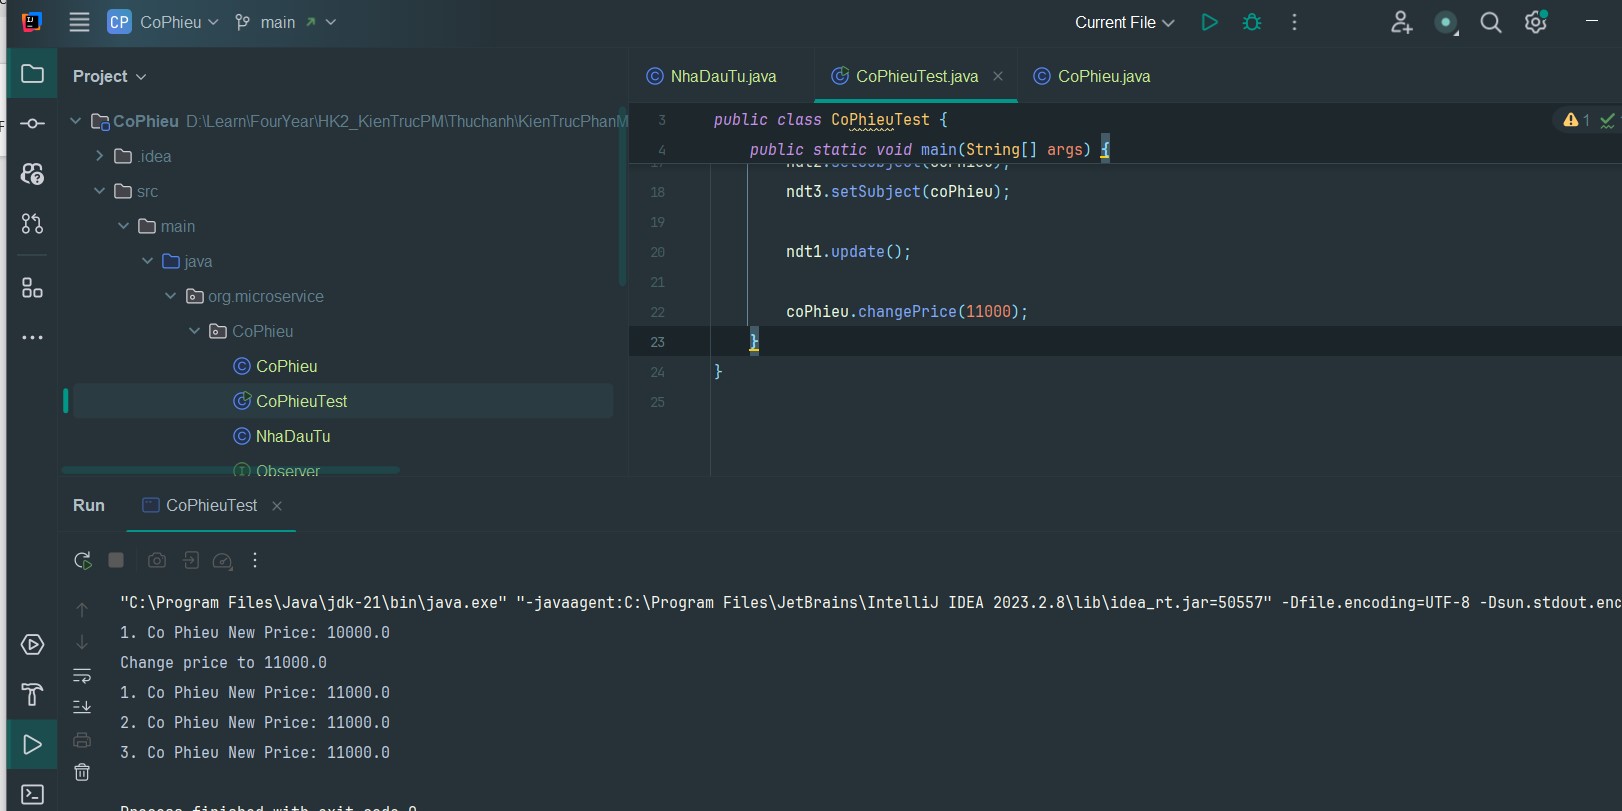 CP CoPhieu main Current File
Project
NhaDauTu.java CoPhieuTest.java CoPhieu.java
CoPhieu D:\Learn\FourYear\HK2_KienTrucPM\Thuchanh\KienTrucPhanM
.idea
src
main
java
org.microservice
CoPhieu
CoPhieu
CoPhieuTest
NhaDauTu
Observer
3 public class CoPhieuTest {
4 public static void main(String[] args) {
18 ndt3.setSubject(coPhieu);
19
20 ndt1.update();
21
22 coPhieu.changePrice(11000);
23 }
24 }
25
1
Run CoPhieuTest
"C:\Program Files\Java\jdk-21\bin\java.exe" "-javaagent:C:\Program Files\JetBrains\IntelliJ IDEA 2023.2.8\lib\idea_rt.jar=50557" -Dfile.encoding=UTF-8 -Dsun.stdout.enc
1. Co Phieu New Price: 10000.0
Change price to 11000.0
1. Co Phieu New Price: 11000.0
2. Co Phieu New Price: 11000.0
3. Co Phieu New Price: 11000.0
Process finished with exit code 0